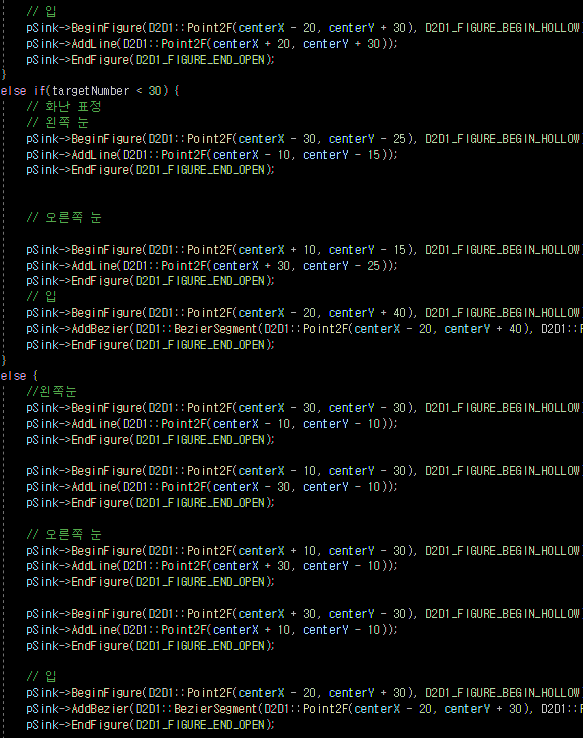 // 입
pSink->BeginFigure(D2D1::Point2F(centerX - 20, centerY + 30), D2D1_FIGURE_BEGIN_HOLLOW
pSink->AddLine(D2D1::Point2F(centerX + 20, centerY + 30));
pSink->EndFigure(D2D1_FIGURE_END_OPEN);
}
else if(targetNumber < 30) {
// 화난 표정
// 왼쪽 눈
pSink->BeginFigure(D2D1::Point2F(centerX - 30, centerY - 25), D2D1_FIGURE_BEGIN_HOLLOW
pSink->AddLine(D2D1::Point2F(centerX - 10, centerY - 15));
pSink->EndFigure(D2D1_FIGURE_END_OPEN);
// 오른쪽 눈
pSink->BeginFigure(D2D1::Point2F(centerX + 10, centerY - 15), D2D1_FIGURE_BEGIN_HOLLOW
pSink->AddLine(D2D1::Point2F(centerX + 30, centerY - 25));
pSink->EndFigure(D2D1_FIGURE_END_OPEN);
// 입
pSink->BeginFigure(D2D1::Point2F(centerX - 20, centerY + 40), D2D1_FIGURE_BEGIN_HOLLOW
pSink->AddBezier(D2D1::BezierSegment(D2D1::Point2F(centerX - 20, centerY + 40), D2D1::
pSink->EndFigure(D2D1_FIGURE_END_OPEN);
}
else {
//왼쪽눈
pSink->BeginFigure(D2D1::Point2F(centerX - 30, centerY - 30), D2D1_FIGURE_BEGIN_HOLLOW
pSink->AddLine(D2D1::Point2F(centerX - 10, centerY - 10));
pSink->EndFigure(D2D1_FIGURE_END_OPEN);
pSink->BeginFigure(D2D1::Point2F(centerX - 10, centerY - 30), D2D1_FIGURE_BEGIN_HOLLOW
pSink->AddLine(D2D1::Point2F(centerX - 30, centerY - 10));
pSink->EndFigure(D2D1_FIGURE_END_OPEN);
// 오른쪽 눈
pSink->BeginFigure(D2D1::Point2F(centerX + 10, centerY - 30), D2D1_FIGURE_BEGIN_HOLLOW
pSink->AddLine(D2D1::Point2F(centerX + 30, centerY - 10));
pSink->EndFigure(D2D1_FIGURE_END_OPEN);
pSink->BeginFigure(D2D1::Point2F(centerX + 30, centerY - 30), D2D1_FIGURE_BEGIN_HOLLOW
pSink->AddLine(D2D1::Point2F(centerX + 10, centerY - 10));
pSink->EndFigure(D2D1_FIGURE_END_OPEN);
// 입
pSink->BeginFigure(D2D1::Point2F(centerX - 20, centerY + 30), D2D1_FIGURE_BEGIN_HOLLOW
pSink->AddBezier(D2D1::BezierSegment(D2D1::Point2F(centerX - 20, centerY + 30), D2D1::
pSink->EndFigure(D2D1_FIGURE_END_OPEN);